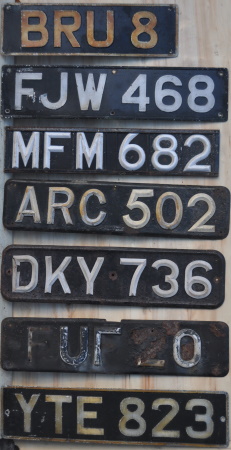 BRU 8
FJW 468
MFM 682
ARC 502
DKY 736
YTE 823